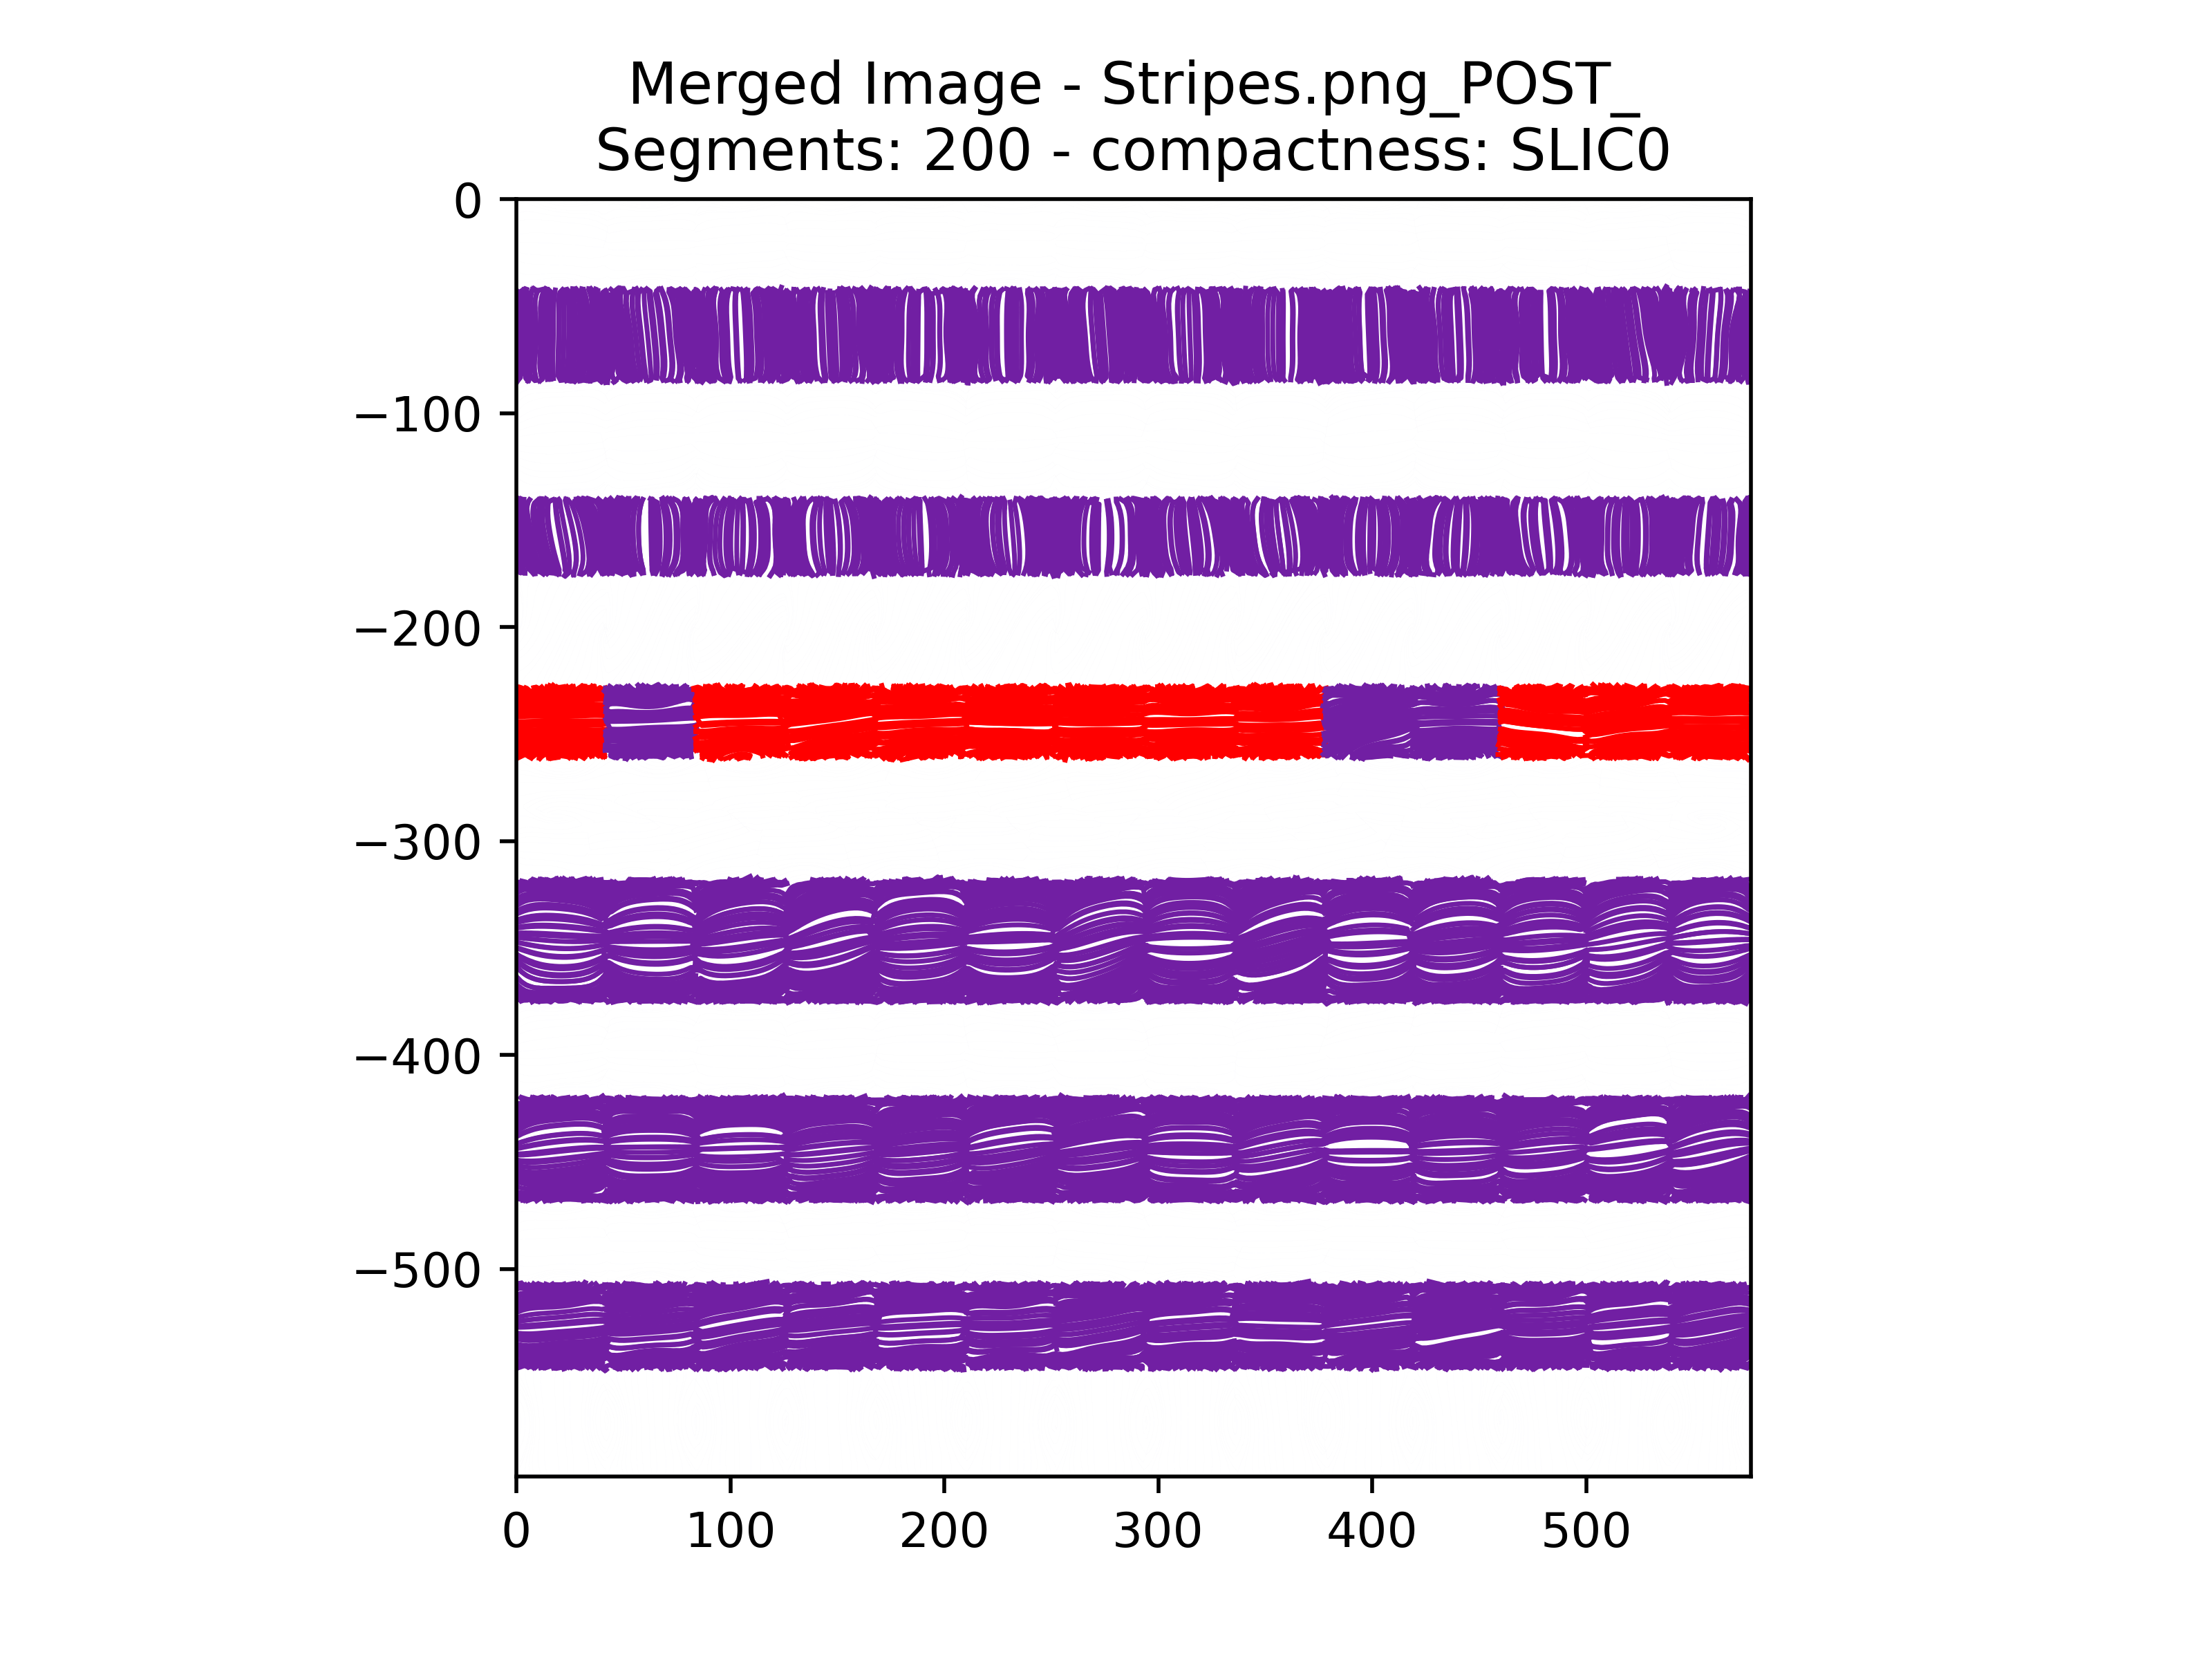 Merged Image - Stripes.png_POST_
Segments: 200 - compactness: SLIC0
0
−100
−200
−300
−400
−500
0 100 200 300 400 500